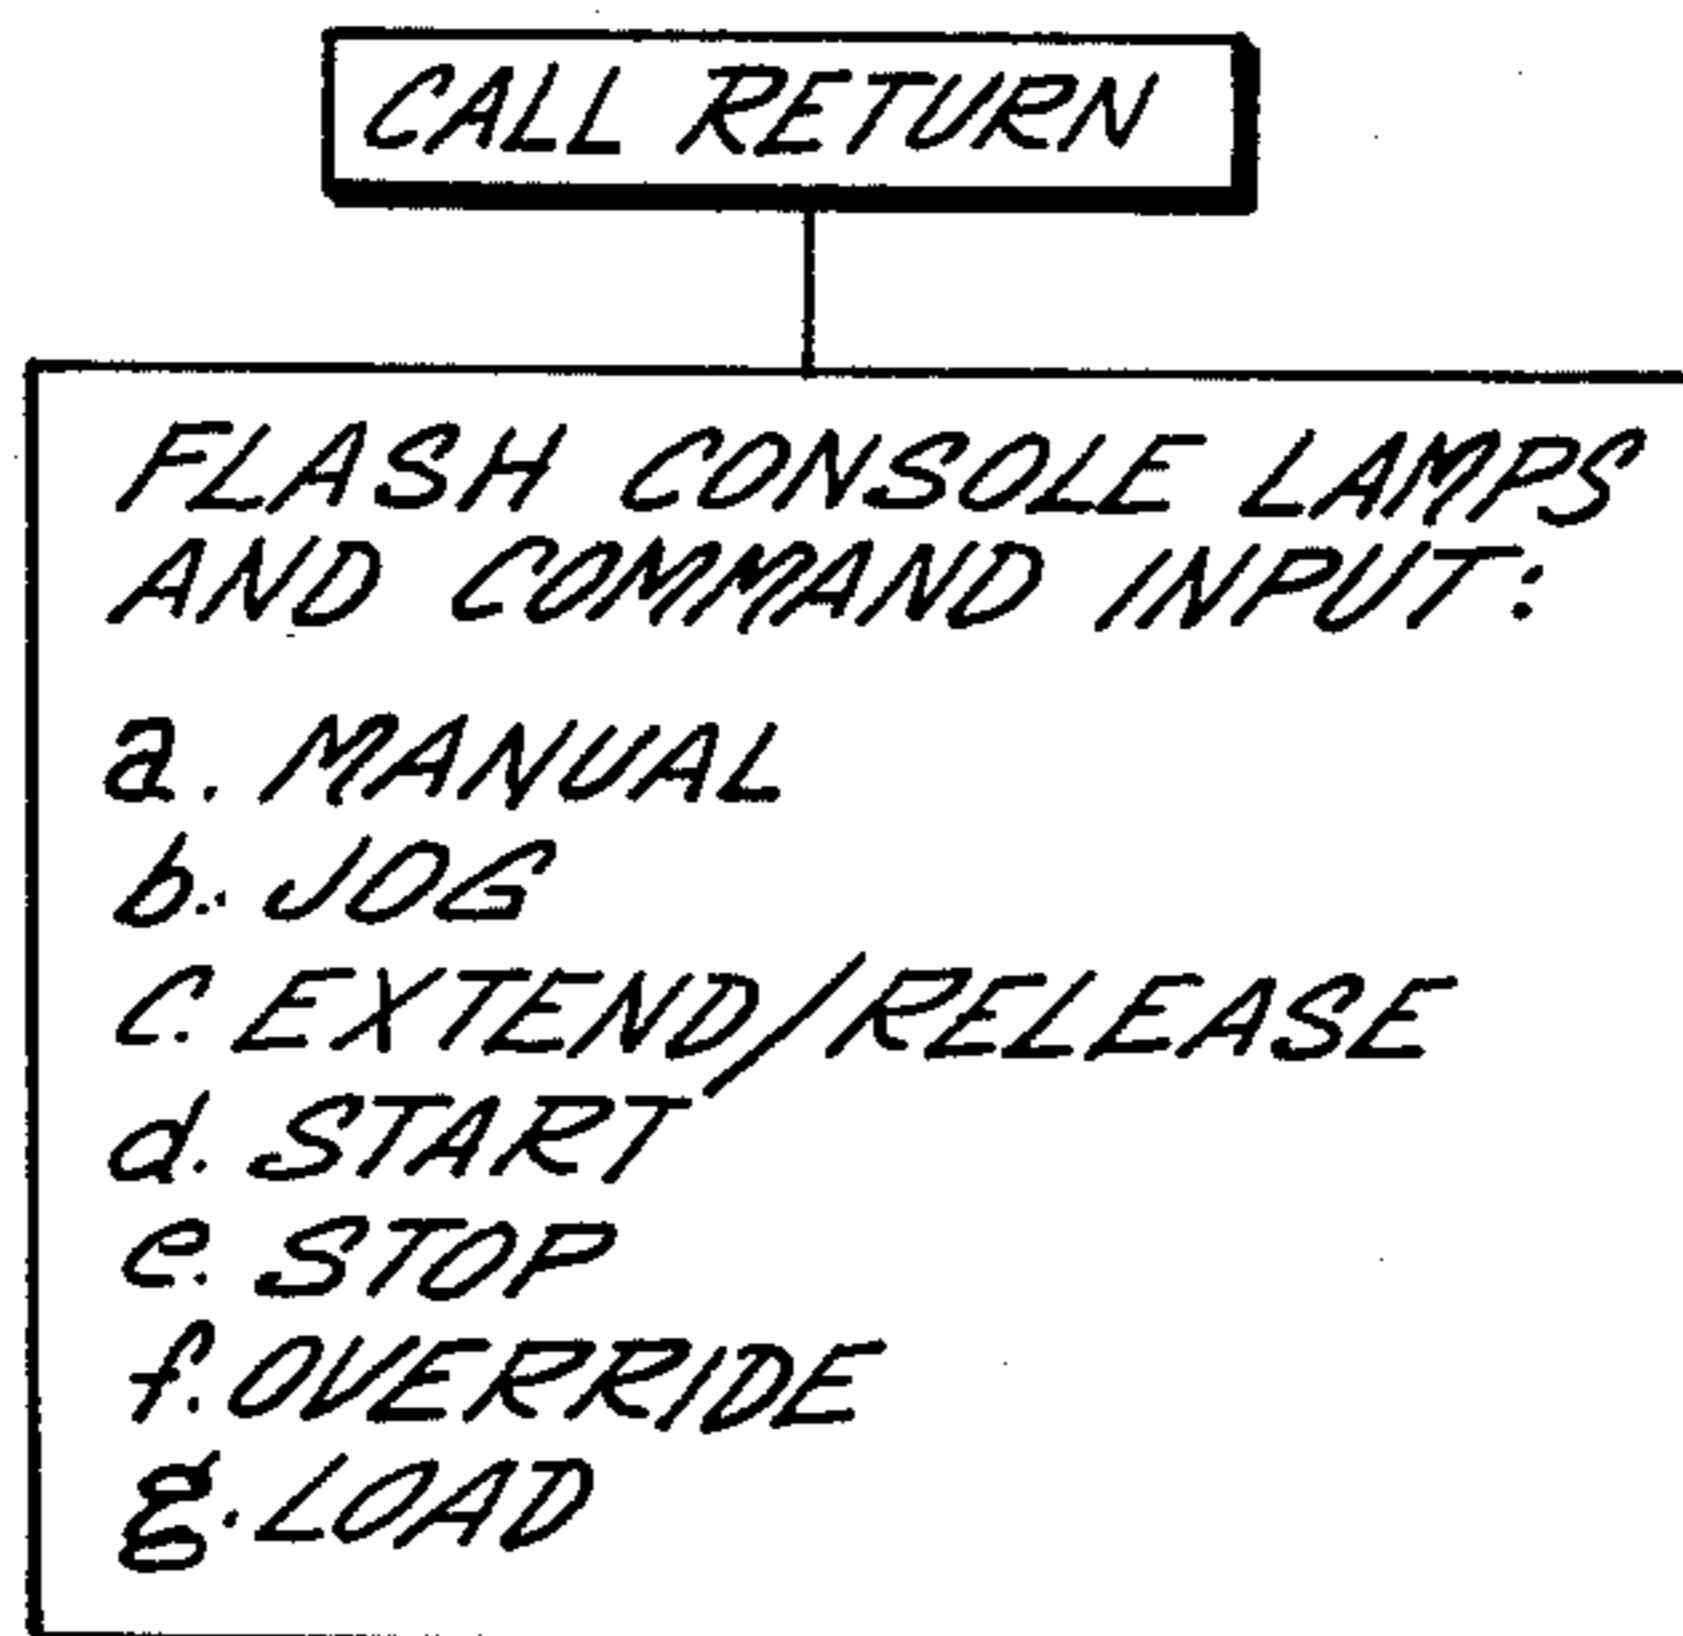 CALL RETURN
FLASH CONSOLE LAMPS
AND COMMAND INPUT:
a. MANUAL
b. JOG
c. EXTEND/RELEASE
d. START
e. STOP
f. OVERRIDE
g. LOAD